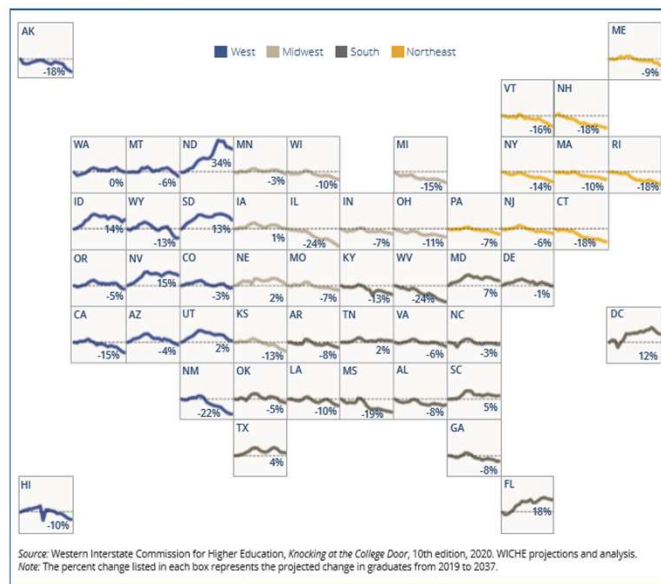 AK
West Midwest South Northeast
ME
-18%
-9%
VT NH
-16% -18%
WA MT ND MN WI MI NY MA RI
0% -6% 34% -3% -10% -15% -14% -10% -18%
ID WY SD IA IL IN OH PA NJ CT
14% -13% 13% 1% -24% -7% -11% -7% -6% -18%
OR NV CO NE MO KY WV MD DE
-5% 15% -3% 2% -7% -13% -24% 7% -1%
CA AZ UT KS AR TN VA NC DC
-15% -4% 2% -13% -8% 2% -6% -3% 12%
NM OK LA MS AL SC
-22% -5% -10% -19% -8% 5%
TX GA
4% -8%
HI FL
-10% 18%
Source: Western Interstate Commission for Higher Education, Knocking at the College Door, 10th edition, 2020. WICHE projections and analysis.
Note: The percent change listed in each box represents the projected change in graduates from 2019 to 2037.